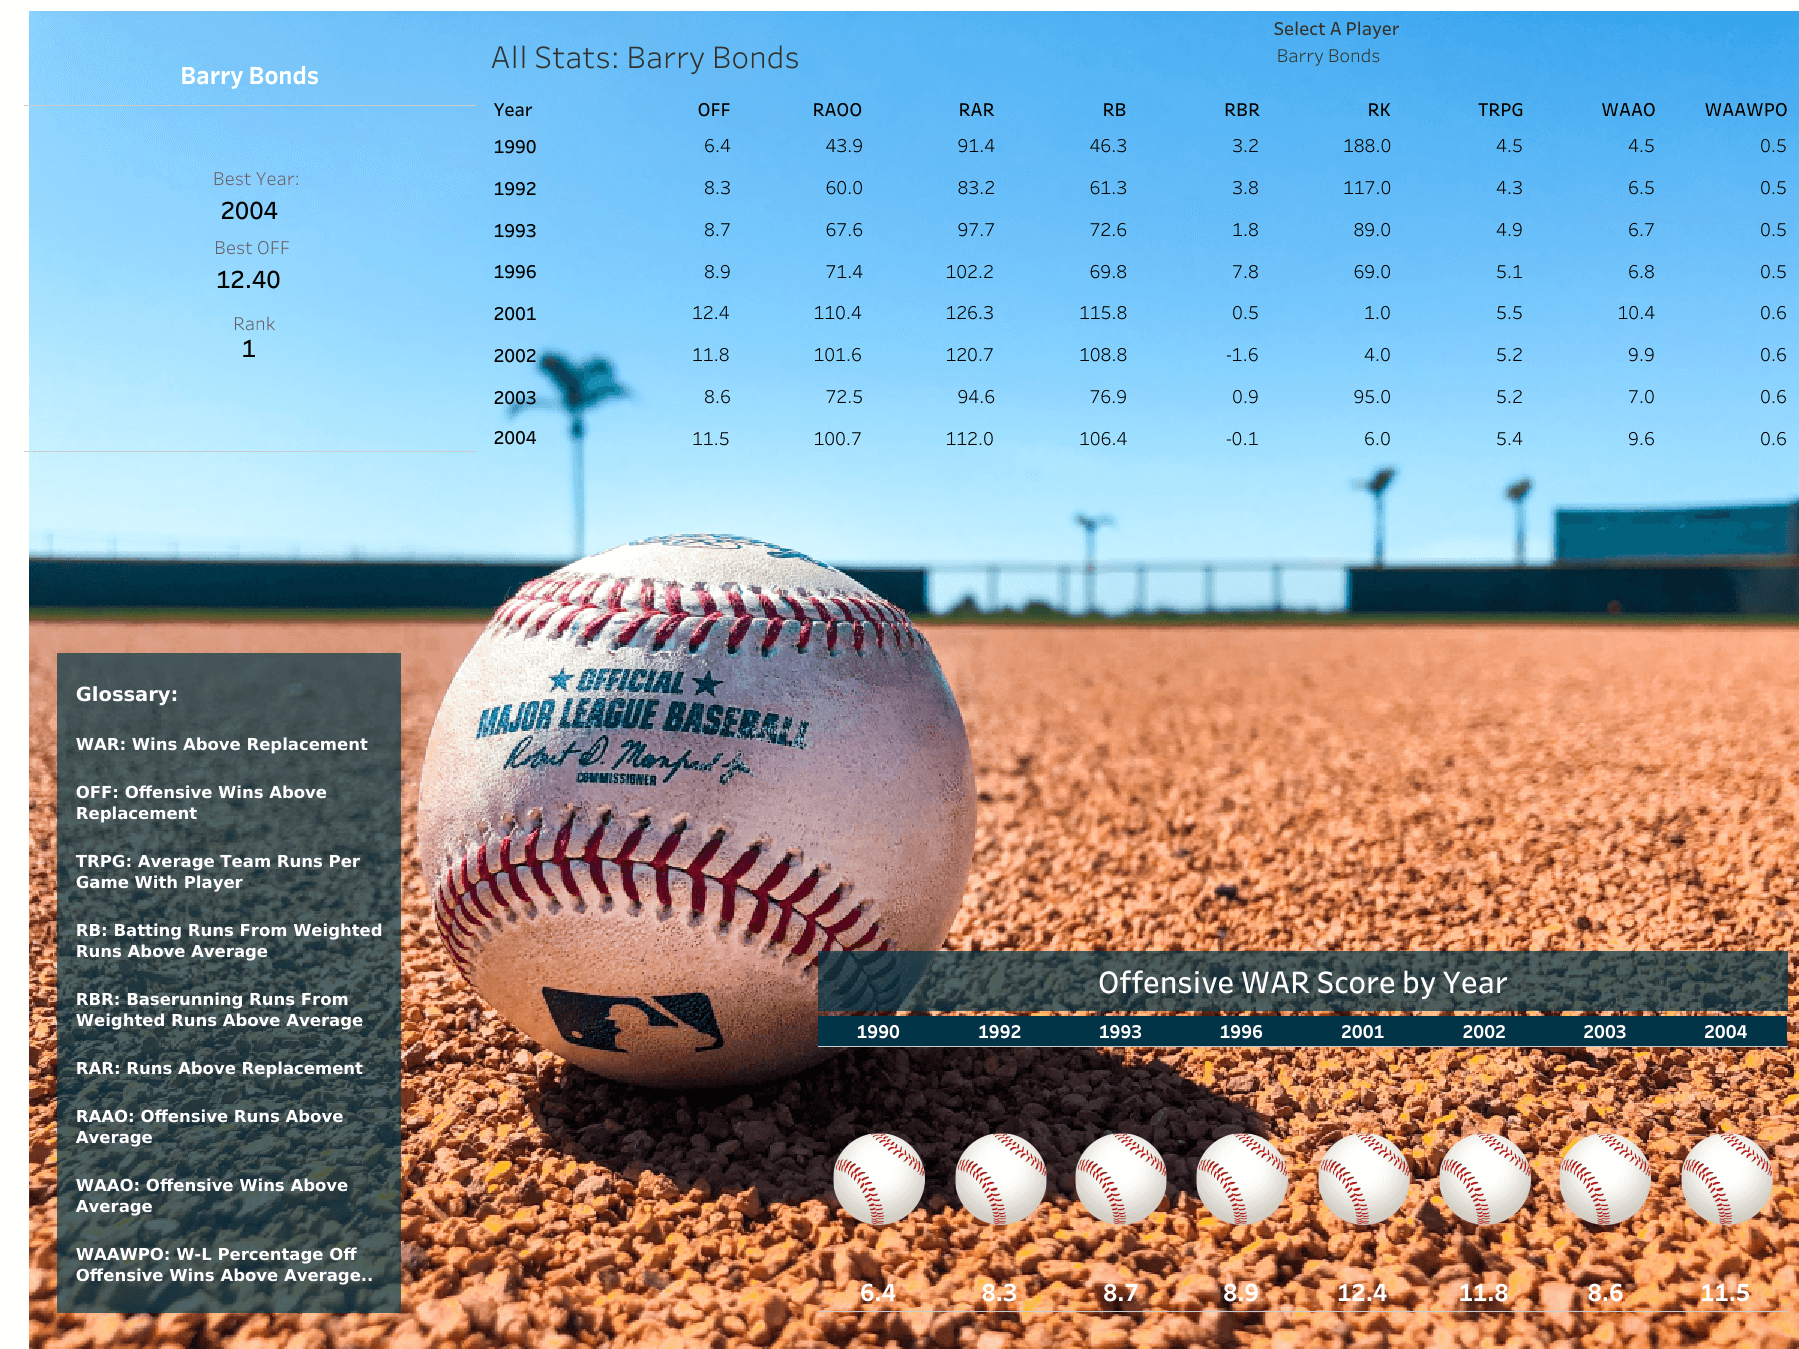 Barry Bonds
Best Year:
2004
Best OFF
12.40
Rank
1
All Stats: Barry Bonds
Select A Player
Barry Bonds
Year OFF RAOO RAR RB RBR RK TRPG WAAO WAAWPO
1990 6.4 43.9 91.4 46.3 3.2 188.0 4.5 4.5 0.5
1992 8.3 60.0 83.2 61.3 3.8 117.0 4.3 6.5 0.5
1993 8.7 67.6 97.7 72.6 1.8 89.0 4.9 6.7 0.5
1996 8.9 71.4 102.2 69.8 7.8 69.0 5.1 6.8 0.5
2001 12.4 110.4 126.3 115.8 0.5 1.0 5.5 10.4 0.6
2002 11.8 101.6 120.7 108.8 -1.6 4.0 5.2 9.9 0.6
2003 8.6 72.5 94.6 76.9 0.9 95.0 5.2 7.0 0.6
2004 11.5 100.7 112.0 106.4 -0.1 6.0 5.4 9.6 0.6
OFFICIAL
MAJOR LEAGUE BASEBALL
Robert D. Manfred Jr.
COMMISSIONER
Glossary:
WAR: Wins Above Replacement
OFF: Offensive Wins Above
Replacement
TRPG: Average Team Runs Per
Game With Player
RB: Batting Runs From Weighted
Runs Above Average
RBR: Baserunning Runs From
Weighted Runs Above Average
RAR: Runs Above Replacement
RAAO: Offensive Runs Above
Average
WAAO: Offensive Wins Above
Average
WAAWPO: W-L Percentage Off
Offensive Wins Above Average..
Offensive WAR Score by Year
1990 1992 1993 1996 2001 2002 2003 2004
6.4 8.3 8.7 8.9 12.4 11.8 8.6 11.5